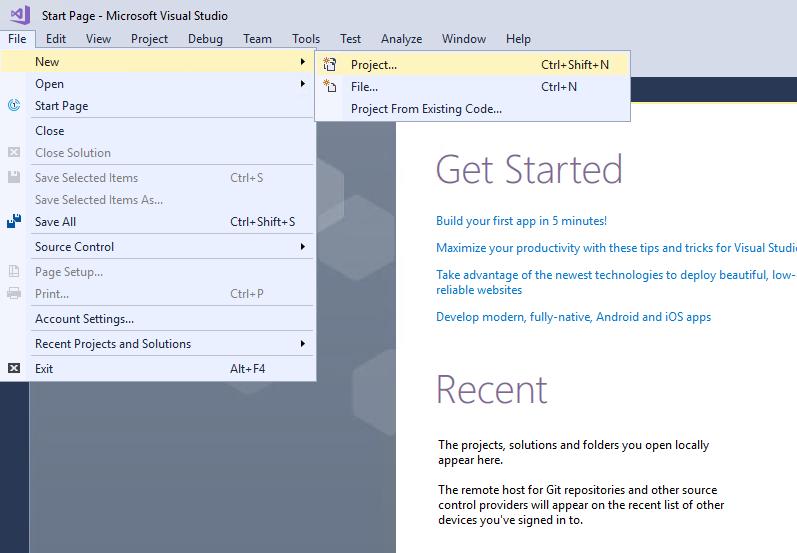 Start Page - Microsoft Visual Studio
File Edit View Project Debug Team Tools Test Analyze Window Help
New
Open
Start Page
Close
Close Solution
Save Selected Items Ctrl+S
Save Selected Items As...
Save All Ctrl+Shift+S
Source Control
Page Setup...
Print... Ctrl+P
Account Settings...
Recent Projects and Solutions
Exit Alt+F4
Project... Ctrl+Shift+N
File... Ctrl+N
Project From Existing Code...
Get Started
Build your first app in 5 minutes!
Maximize your productivity with these tips and tricks for Visual Studi
Take advantage of the newest technologies to deploy beautiful, low-
reliable websites
Develop modern, fully-native, Android and iOS apps
Recent
The projects, solutions and folders you open locally
appear here.
The remote host for Git repositories and other source
control providers will appear on the recent list of other
devices you've signed in to.